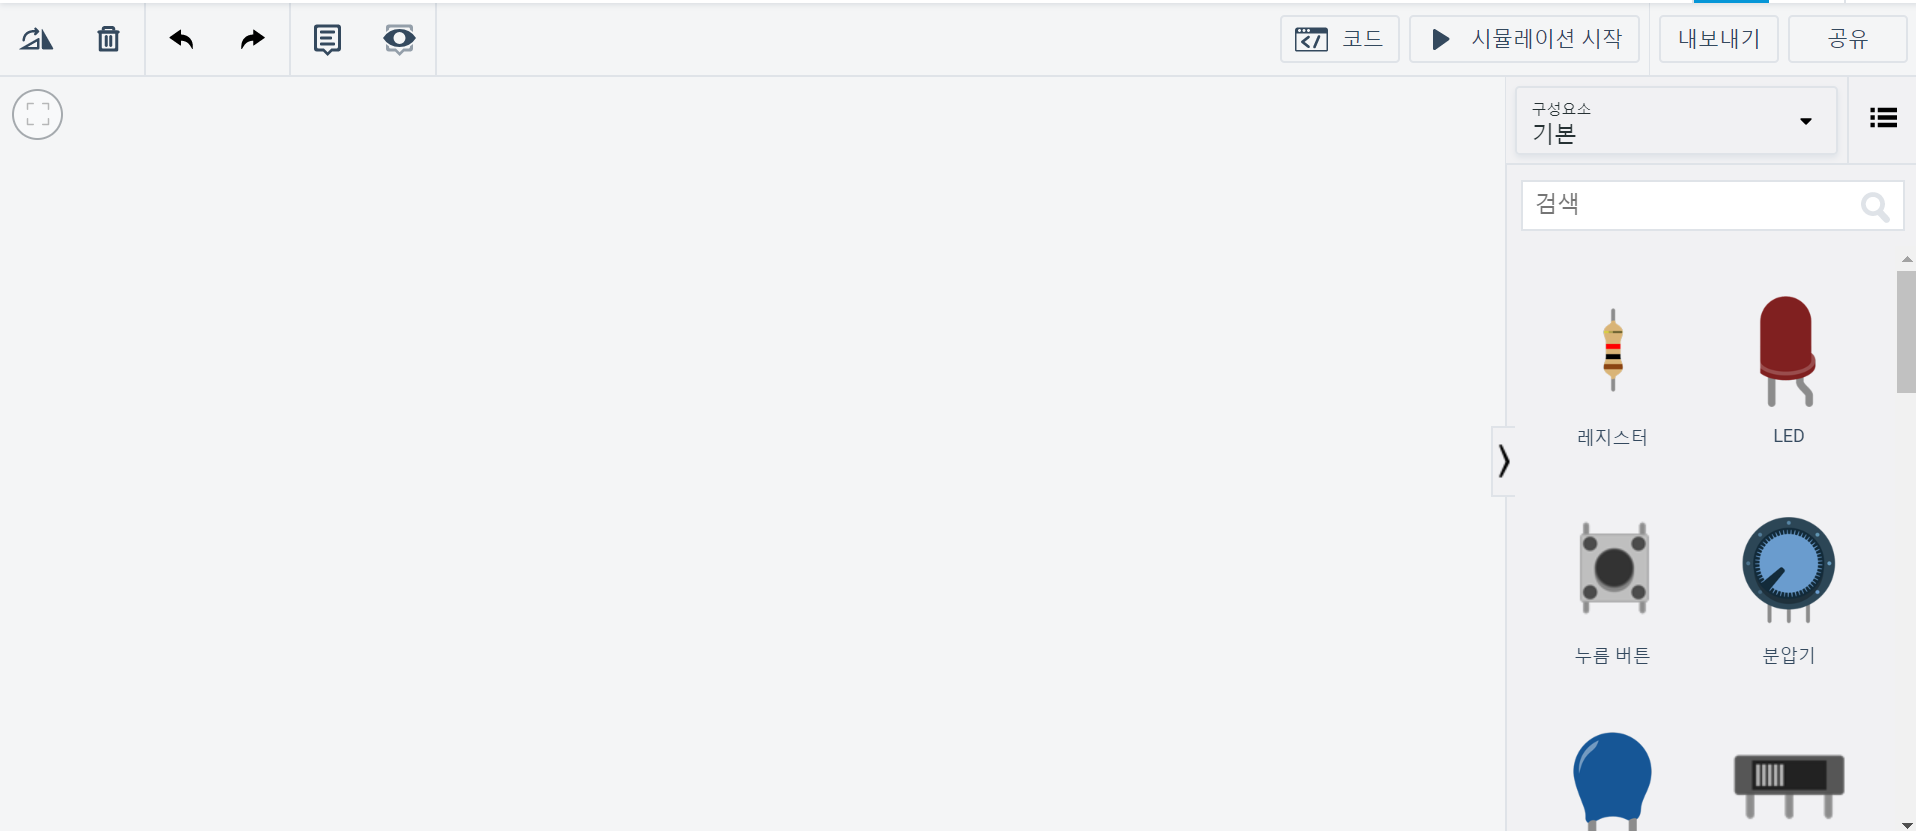 코드
시뮬레이션 시작
내보내기
공유
구성요소
기본
검색
레지스터
LED
누름 버튼
분압기